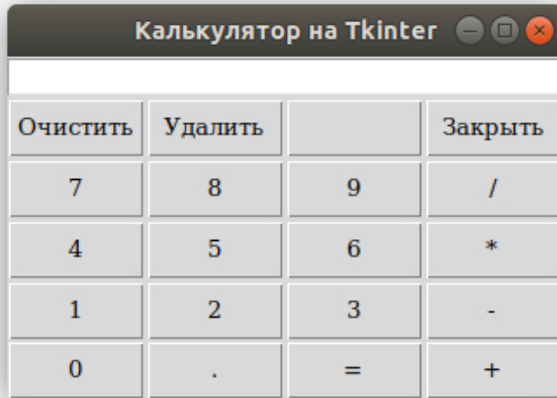 Калькулятор на Tkinter
Очистить Удалить Закрыть
7 8 9 /
4 5 6 *
1 2 3 -
0 . = +